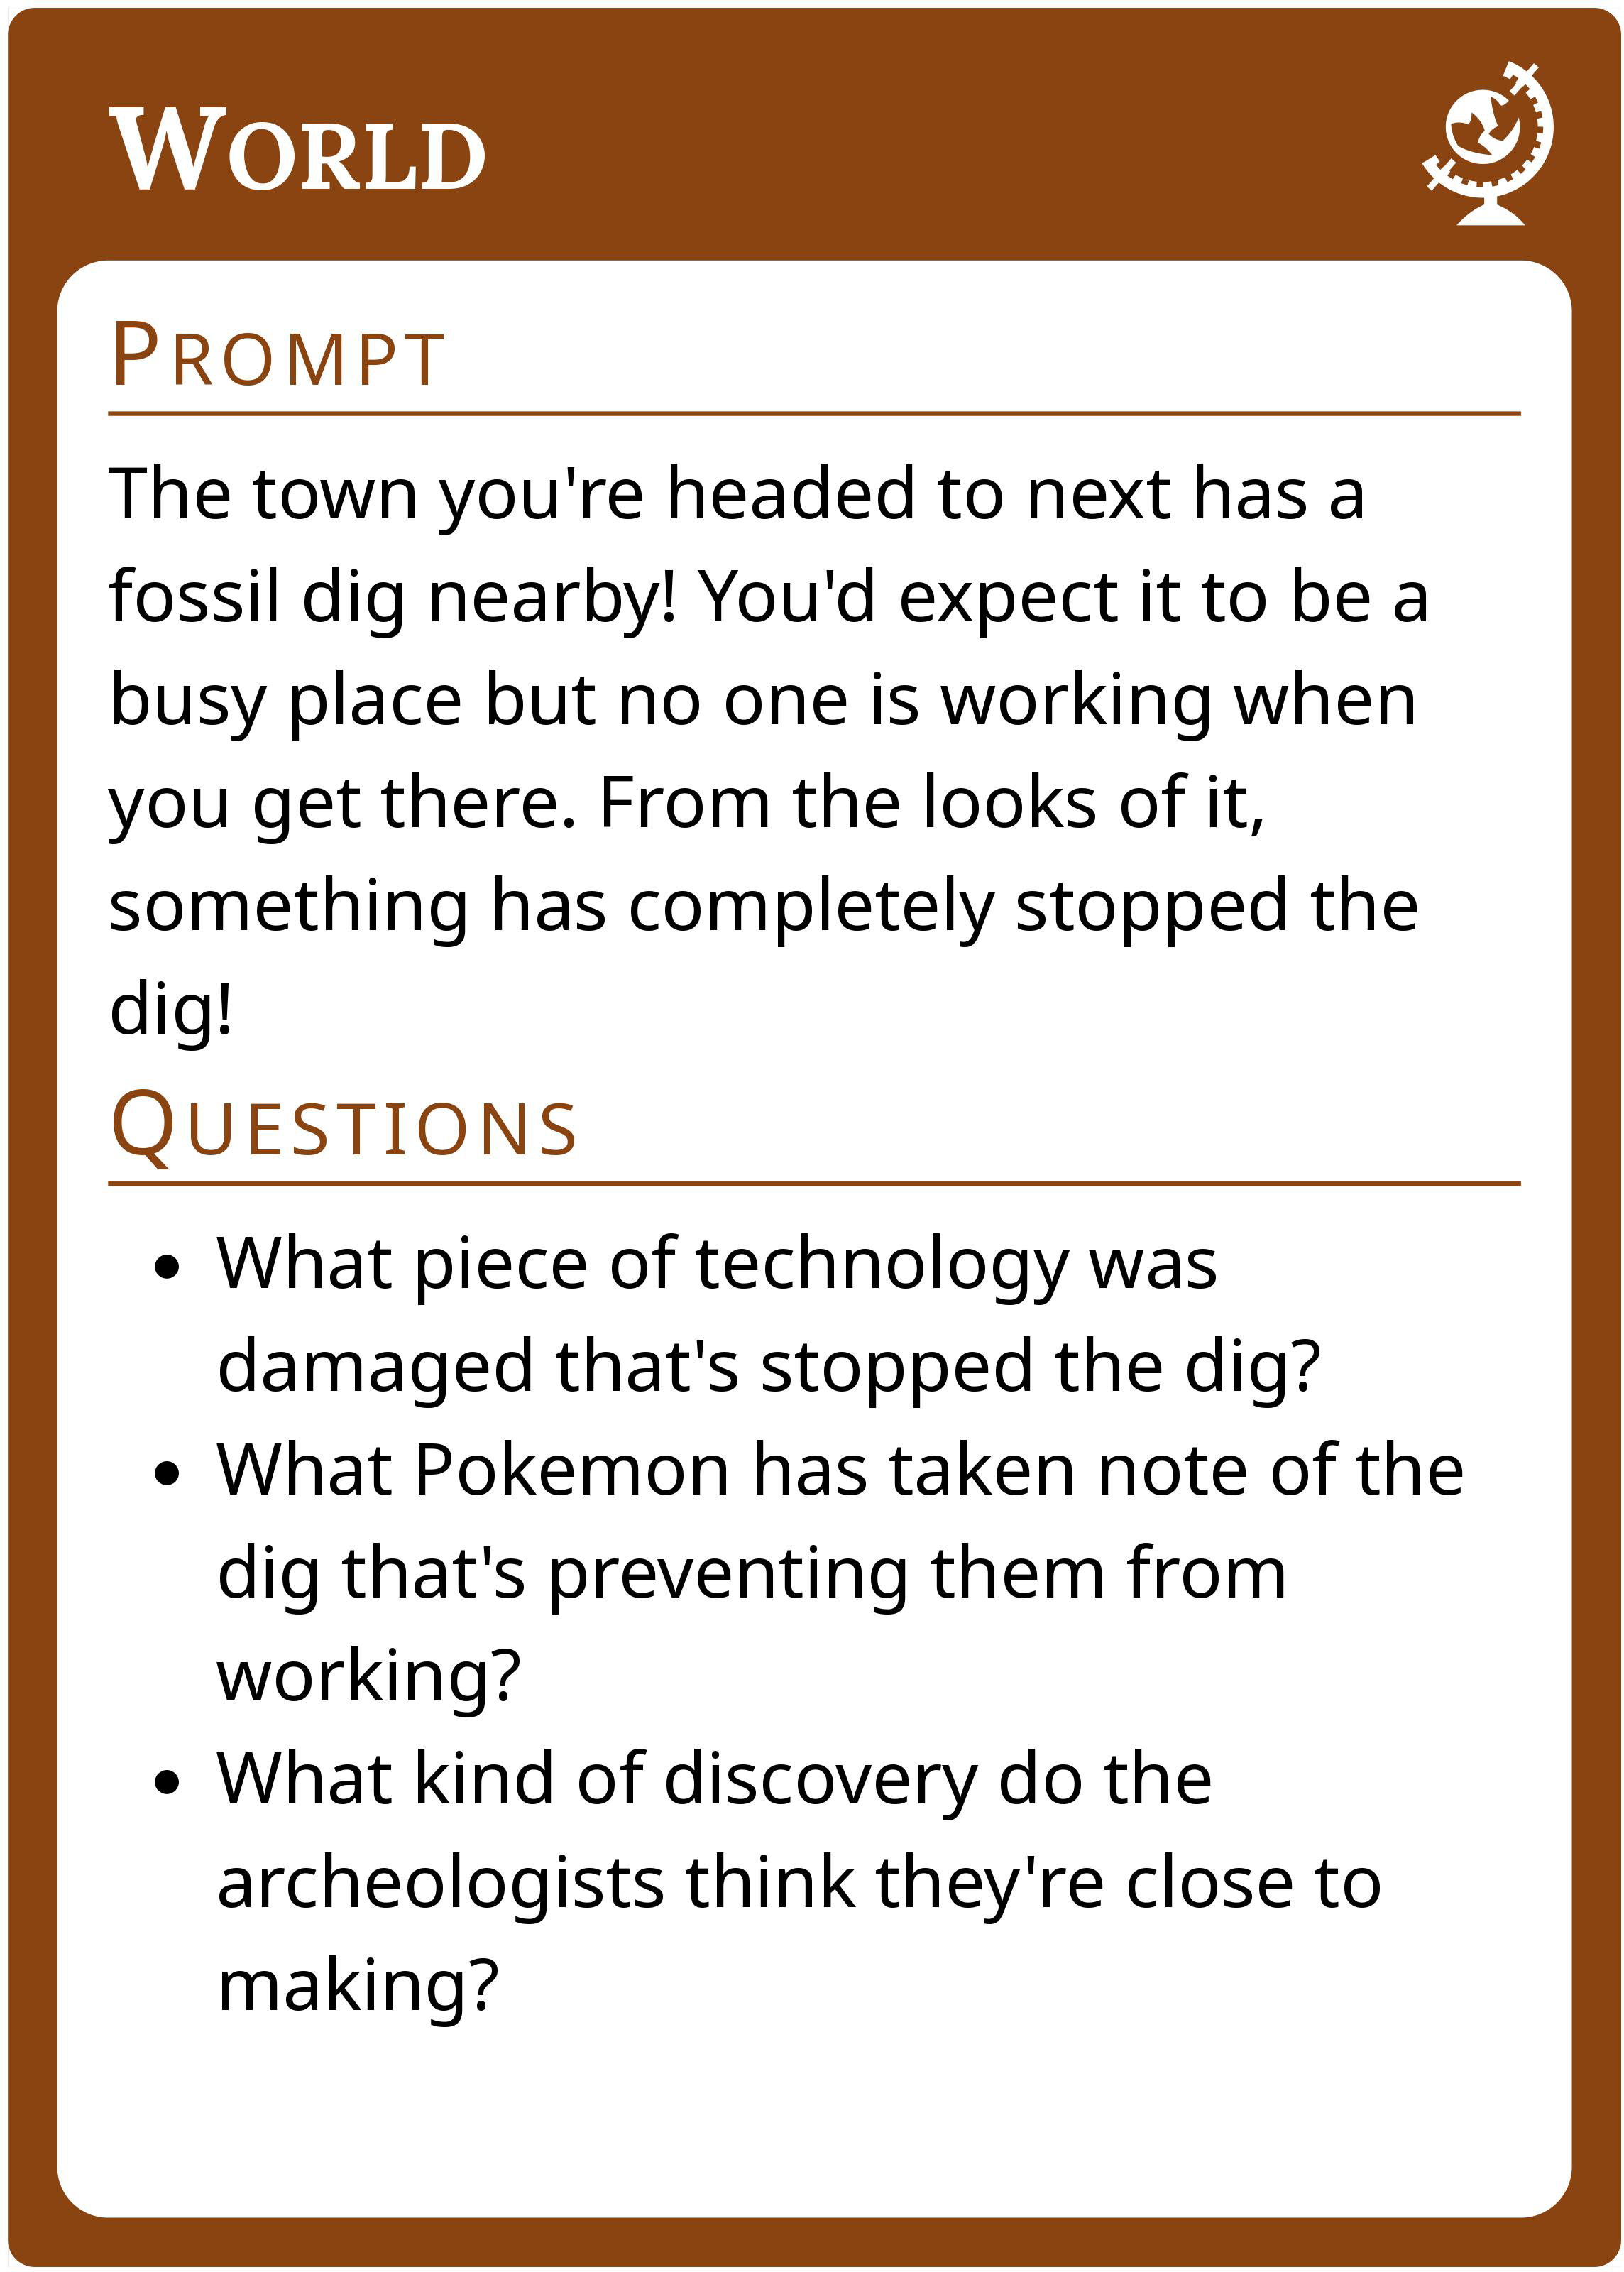 World
Prompt
The town you're headed to next has a
fossil dig nearby! You'd expect it to be a
busy place but no one is working when
you get there. From the looks of it,
something has completely stopped the
dig!
Questions
• What piece of technology was
damaged that's stopped the dig?
• What Pokemon has taken note of the
dig that's preventing them from
working?
• What kind of discovery do the
archeologists think they're close to
making?